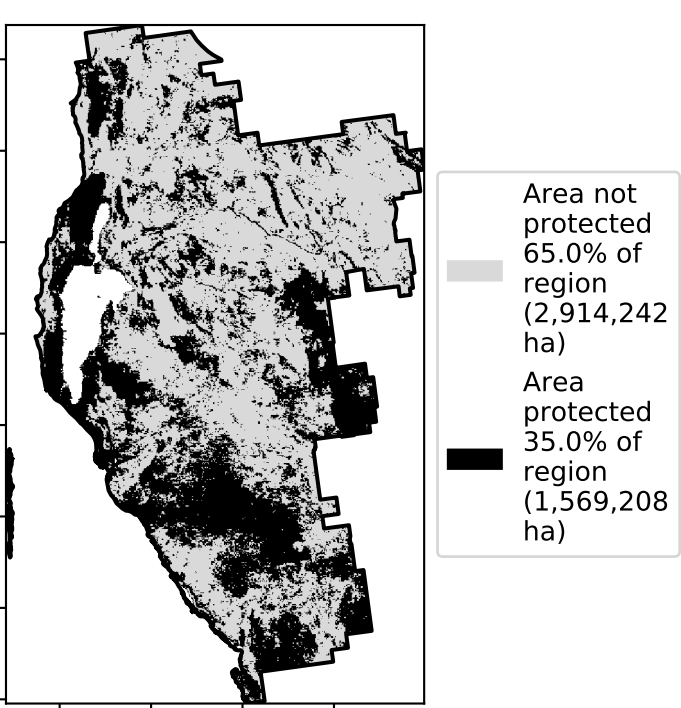 Area not
protected
65.0% of
region
(2,914,242
ha)
Area
protected
35.0% of
region
(1,569,208
ha)